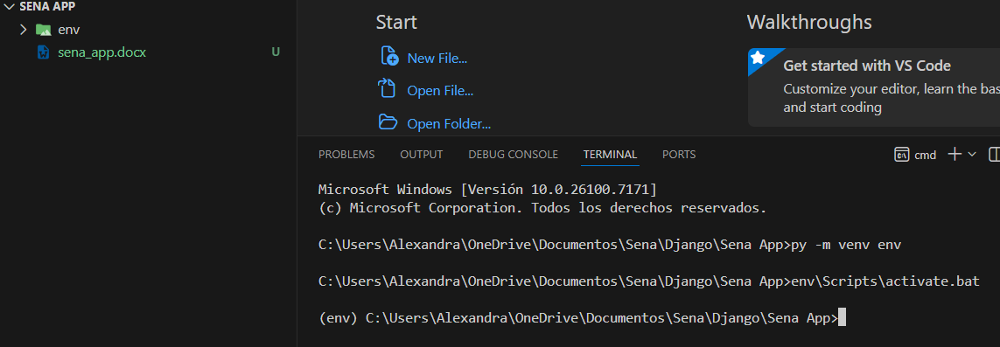 SENA APP
env
sena_app.docx U
Start
New File...
Open File...
Open Folder...
Walkthroughs
Get started with VS Code
Customize your editor, learn the bas
and start coding
PROBLEMS OUTPUT DEBUG CONSOLE TERMINAL PORTS
cmd
Microsoft Windows [Versión 10.0.26100.7171]
(c) Microsoft Corporation. Todos los derechos reservados.
C:\Users\Alexandra\OneDrive\Documentos\Sena\Django\Sena App>py -m venv env
C:\Users\Alexandra\OneDrive\Documentos\Sena\Django\Sena App>env\Scripts\activate.bat
(env) C:\Users\Alexandra\OneDrive\Documentos\Sena\Django\Sena App>